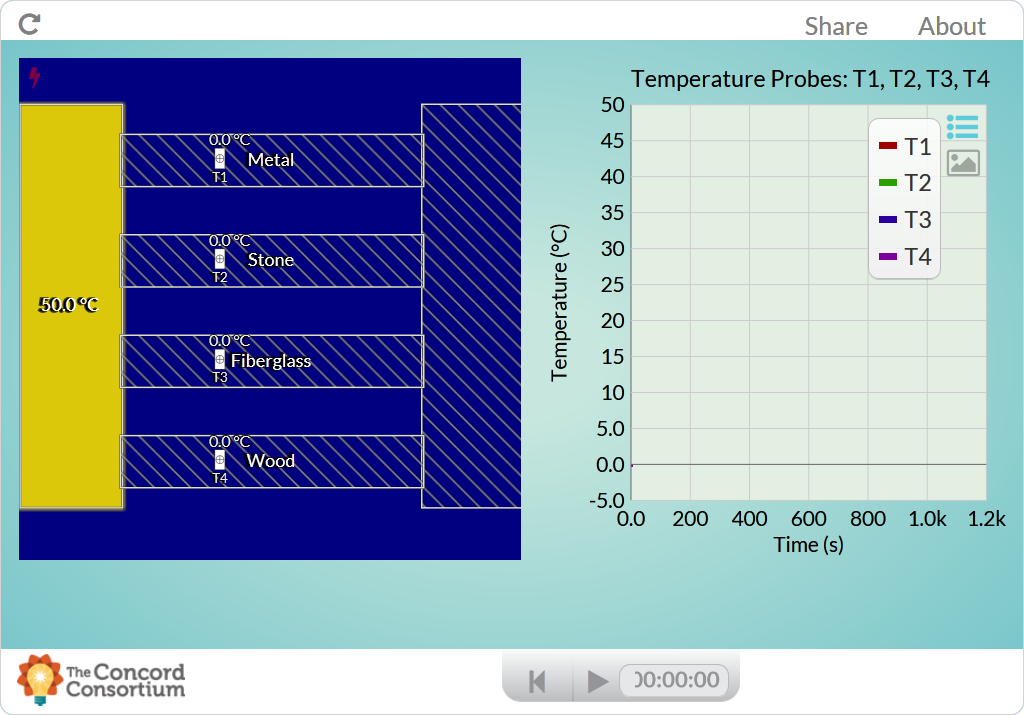 Share About
Temperature Probes: T1, T2, T3, T4
0.0 °C
Metal
T1
0.0 °C
Stone
T2
50.0 °C
0.0 °C
Fiberglass
T3
0.0 °C
Wood
T4
50
45
40
35
30
25
20
15
10
5.0
0.0
-5.0
Temperature (°C)
T1
T2
T3
T4
0.0 200 400 600 800 1.0k 1.2k
Time (s)
The Concord
Consortium
00:00:00